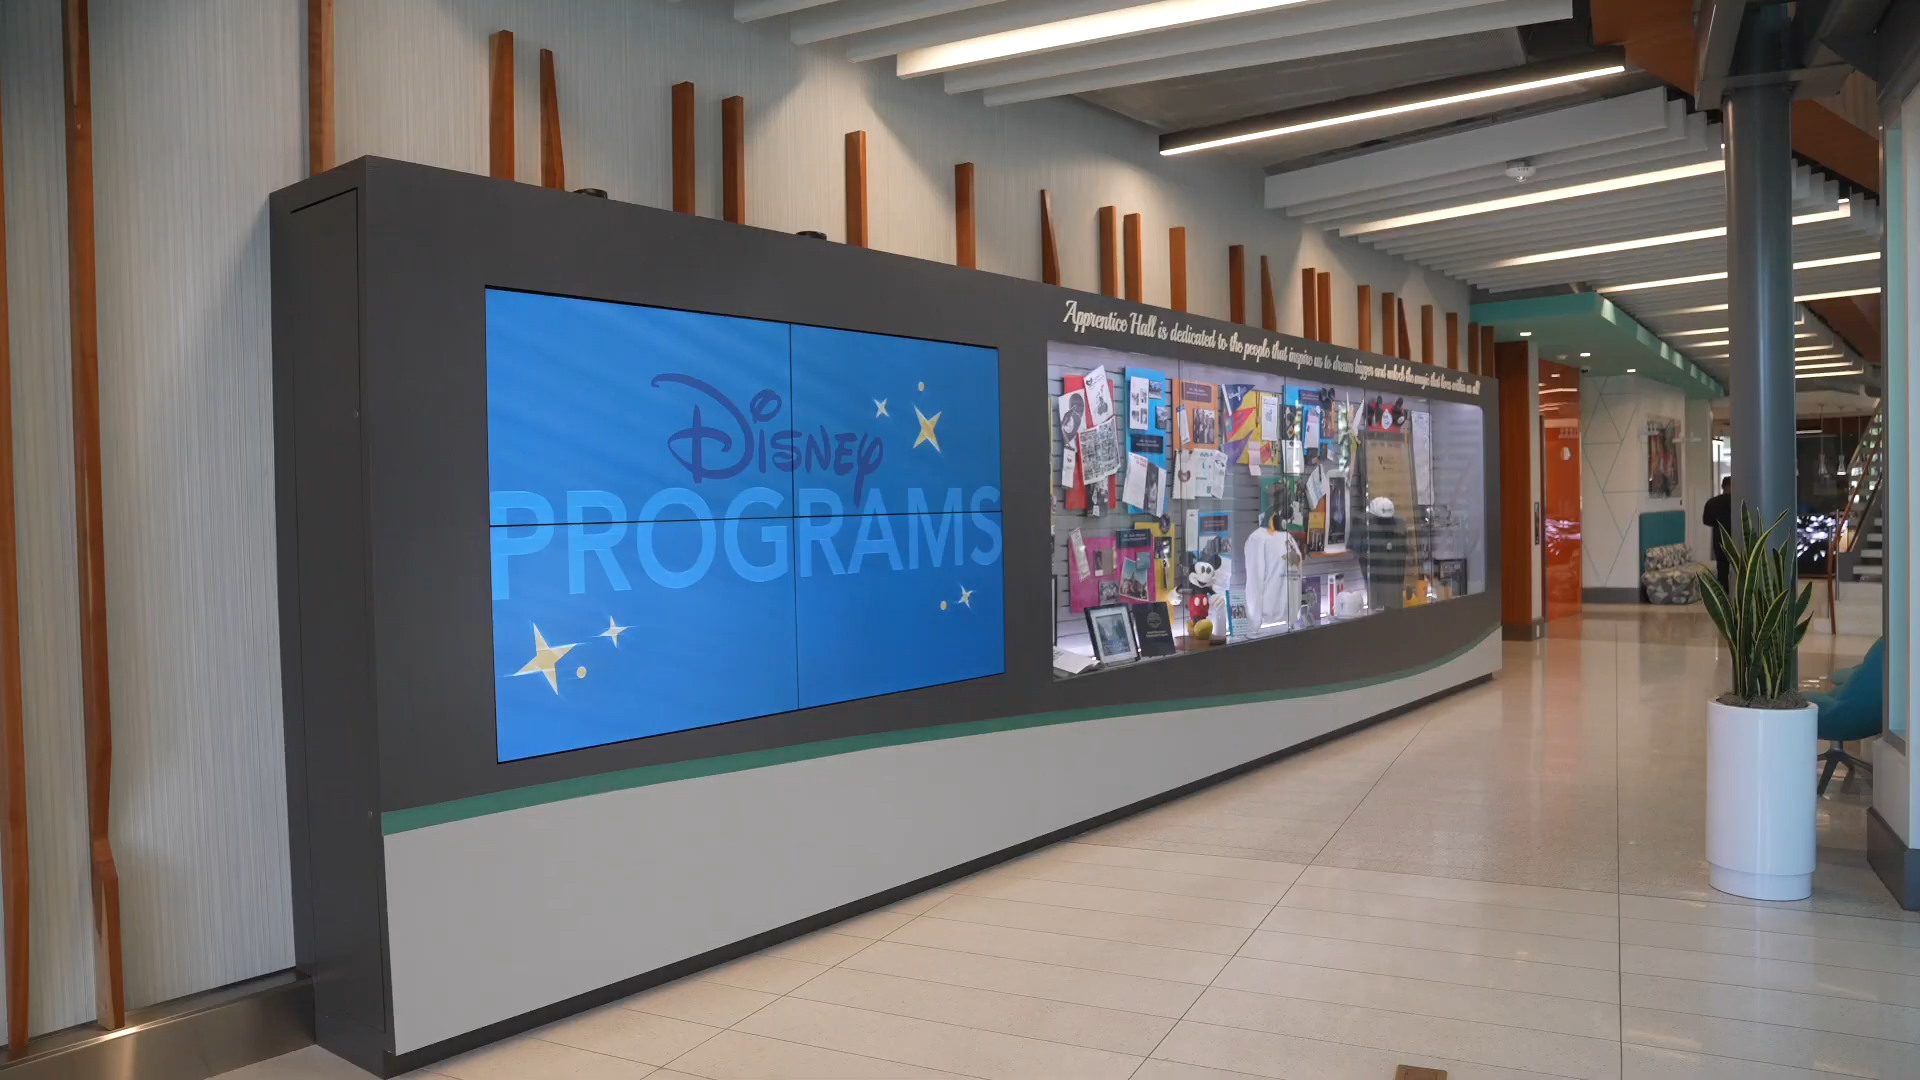 Disney
PROGRAMS
Apprentice Hall is dedicated to the people that inspire us to dream bigger and unlock the magic that lives within us all